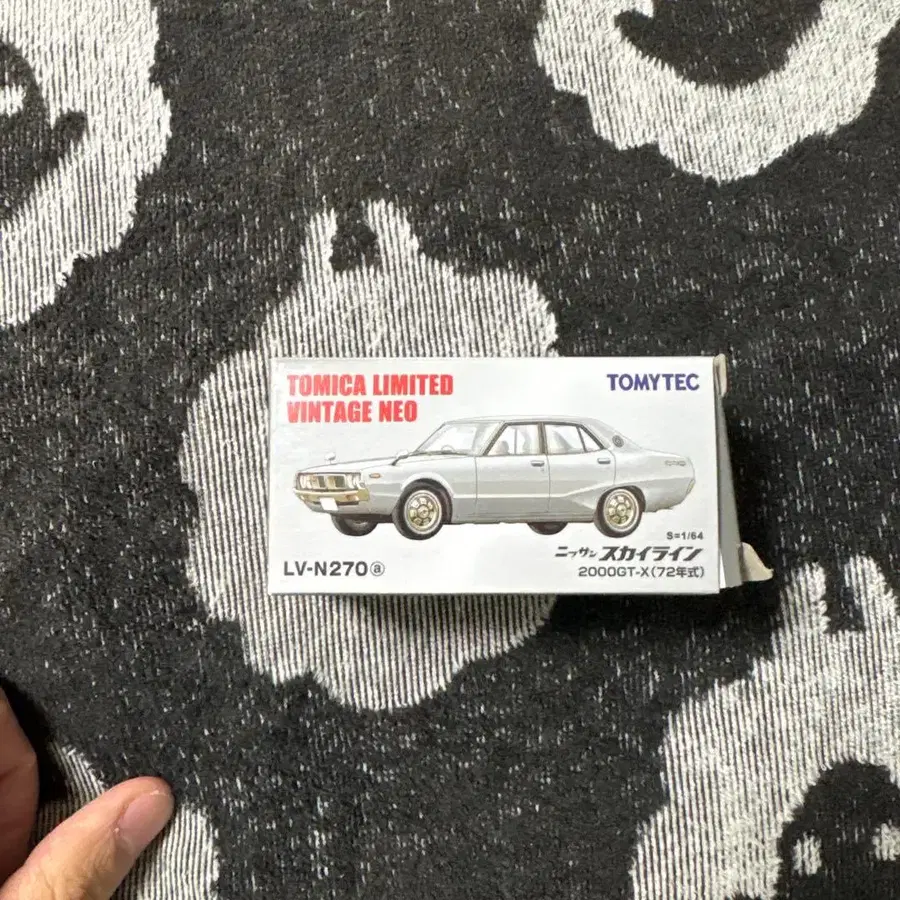 TOMICA LIMITED
VINTAGE NEO
TOMYTEC
S=1/64
LV-N270ⓐ
ニッサン スカイライン
2000GT-X(72年式)